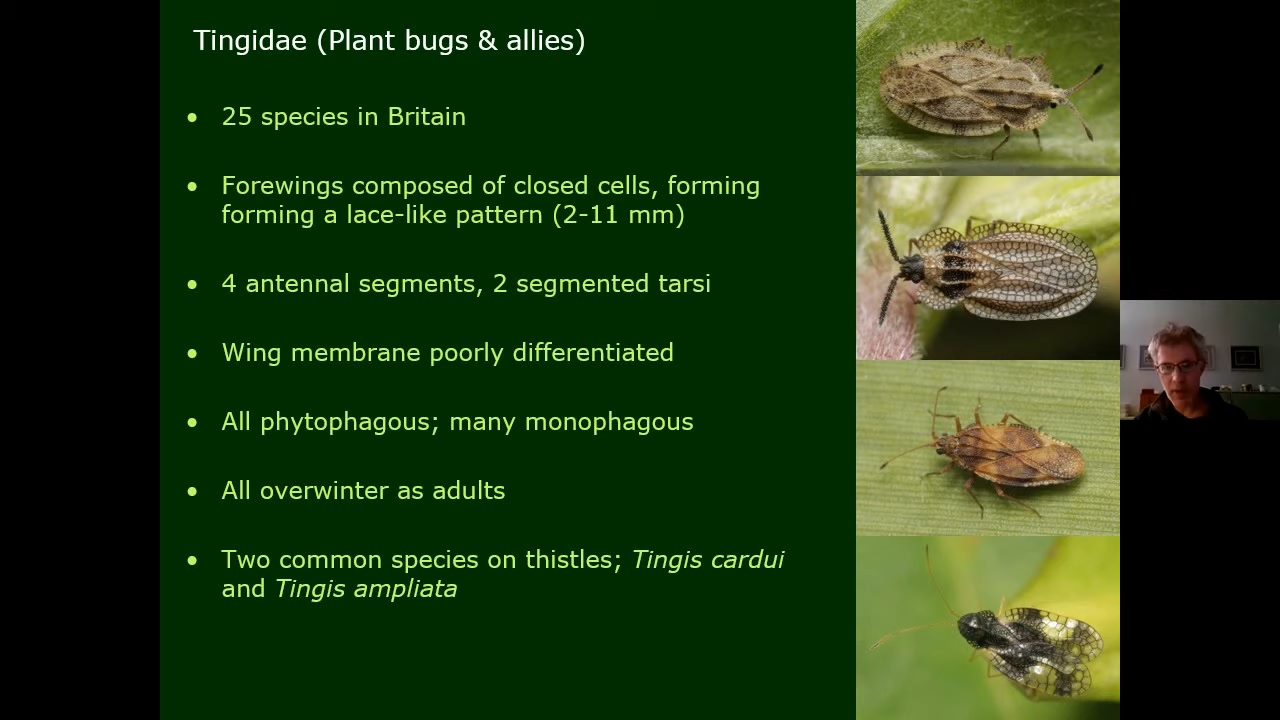 Tingidae (Plant bugs & allies)
• 25 species in Britain
• Forewings composed of closed cells, forming
forming a lace-like pattern (2-11 mm)
• 4 antennal segments, 2 segmented tarsi
• Wing membrane poorly differentiated
• All phytophagous; many monophagous
• All overwinter as adults
• Two common species on thistles; Tingis cardui
and Tingis ampliata